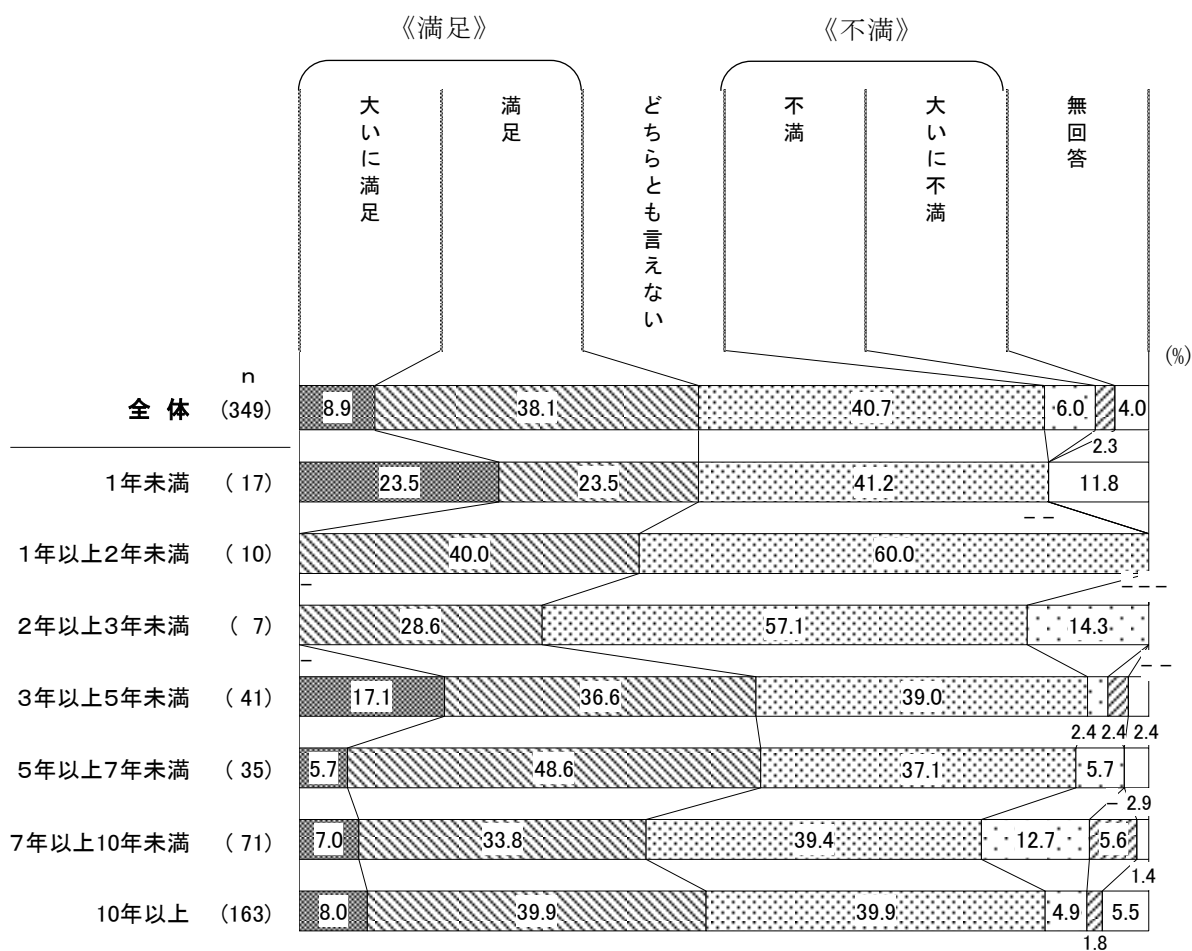 《満足》 《不満》
大いに満足
満足
どちらとも言えない
不満
大いに不満
無回答
(%)
n
全 体 (349) 8.9 38.1 40.7 6.0 4.0
2.3
1年未満 ( 17) 23.5 23.5 41.2 11.8
– –
1年以上2年未満 ( 10) 40.0 60.0
– – – –
2年以上3年未満 ( 7) 28.6 57.1 14.3
– – –
3年以上5年未満 ( 41) 17.1 36.6 39.0
2.4 2.4 2.4
5年以上7年未満 ( 35) 5.7 48.6 37.1 5.7
– 2.9
7年以上10年未満 ( 71) 7.0 33.8 39.4 12.7 5.6
1.4
10年以上 (163) 8.0 39.9 39.9 4.9 5.5
1.8